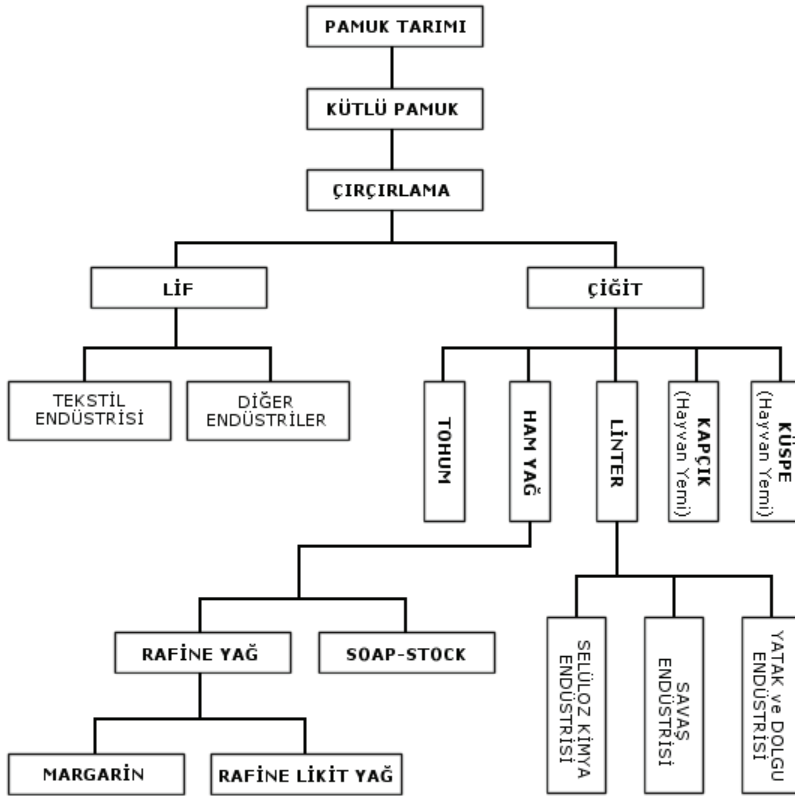 PAMUK TARIMI
KÜTLÜ PAMUK
ÇIRÇIRLAMA
LİF
ÇİĞİT
TEKSTİL
ENDÜSTRİSİ
DİĞER
ENDÜSTRİLER
TOHUM
HAM YAĞ
LİNTER
KAPÇIK
(Hayvan Yemi)
KÜSPE
(Hayvan Yemi)
RAFİNE YAĞ
SOAP-STOCK
SELÜLOZ KİMYA
ENDÜSTRİSİ
SAVAŞ
ENDÜSTRİSİ
YATAK ve DOLGU
ENDÜSTRİSİ
MARGARİN
RAFİNE LİKİT YAĞ